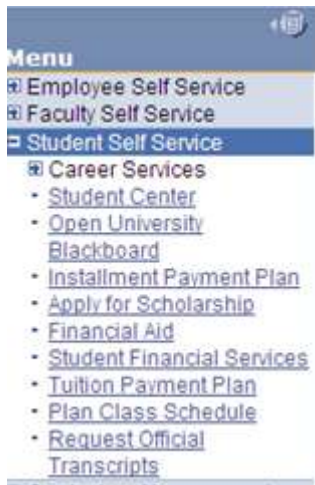 Menu
Employee Self Service
Faculty Self Service
Student Self Service
Career Services
Student Center
Open University
Blackboard
Installment Payment Plan
Apply for Scholarship
Financial Aid
Student Financial Services
Tuition Payment Plan
Plan Class Schedule
Request Official
Transcripts